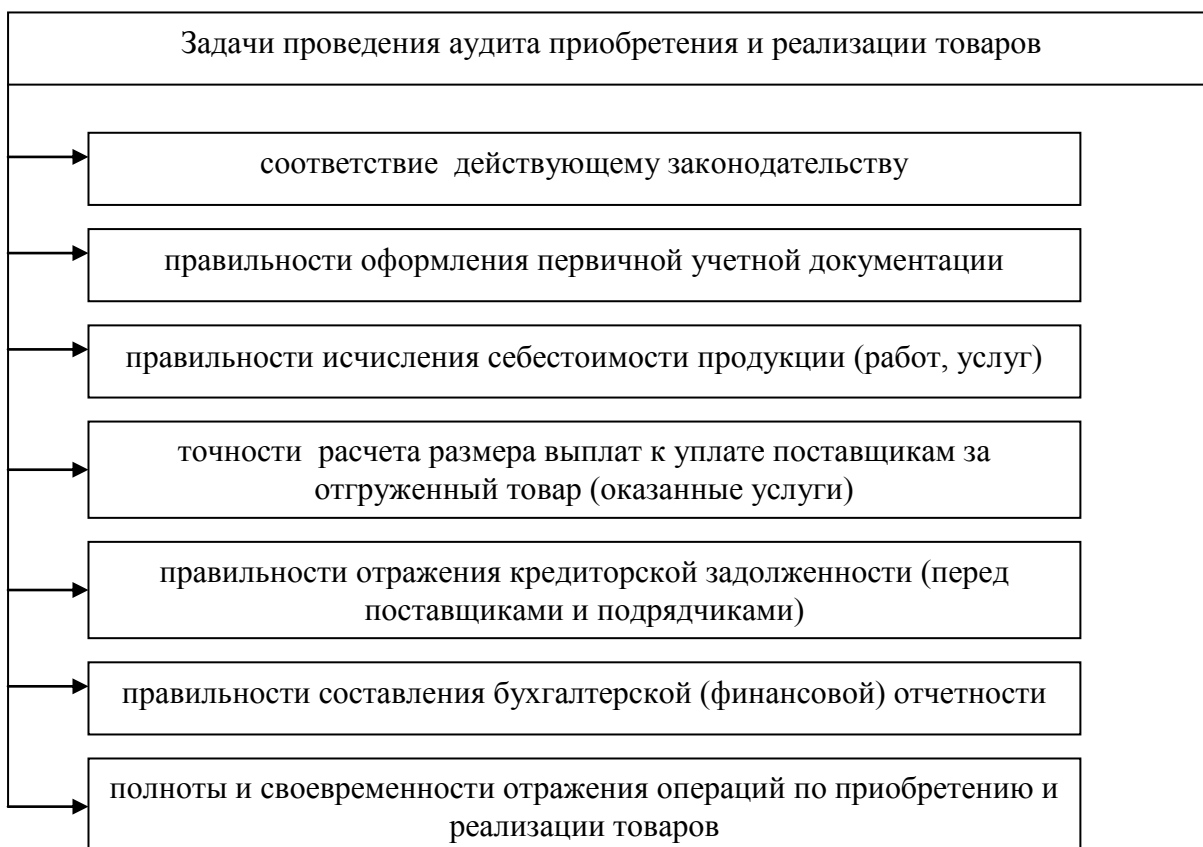 Задачи проведения аудита приобретения и реализации товаров
соответствие действующему законодательству
правильности оформления первичной учетной документации
правильности исчисления себестоимости продукции (работ, услуг)
точности расчета размера выплат к уплате поставщикам за
отгруженный товар (оказанные услуги)
правильности отражения кредиторской задолженности (перед
поставщиками и подрядчиками)
правильности составления бухгалтерской (финансовой) отчетности
полноты и своевременности отражения операций по приобретению и
реализации товаров